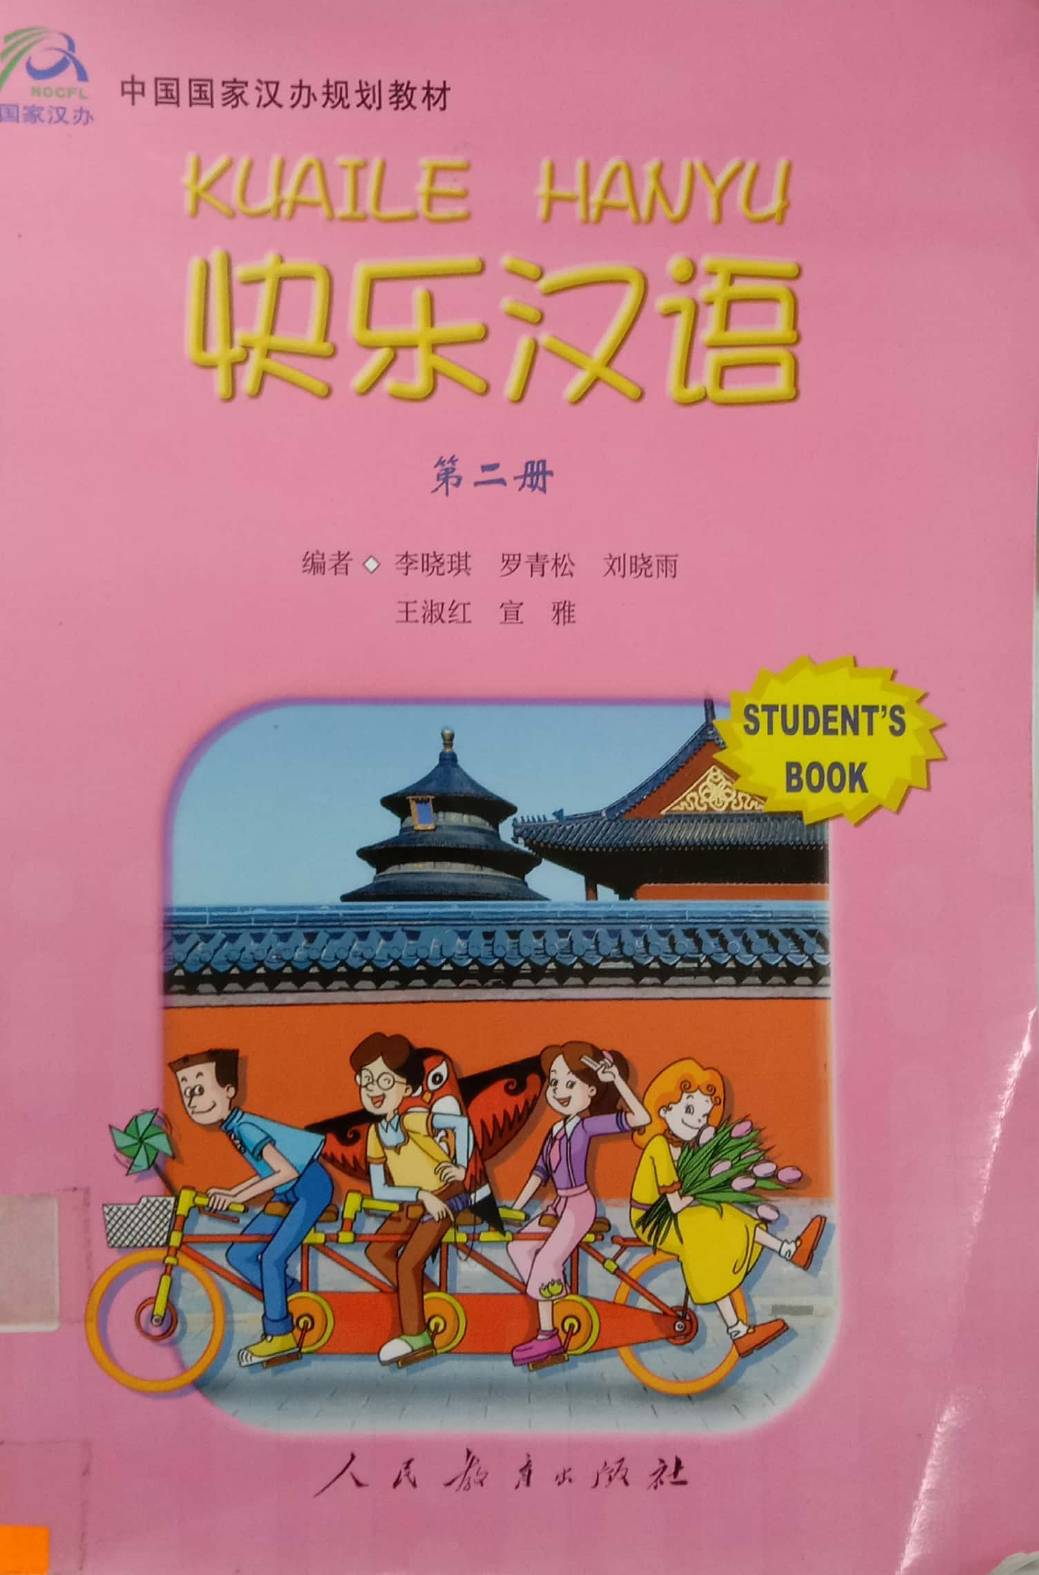 NOCFL
国家汉办
中国国家汉办规划教材
KUAILE HANYU
快乐汉语
第二册
编者◇李晓琪 罗青松 刘晓雨
王淑红 宣 雅
STUDENT'S
BOOK
人民教育出版社